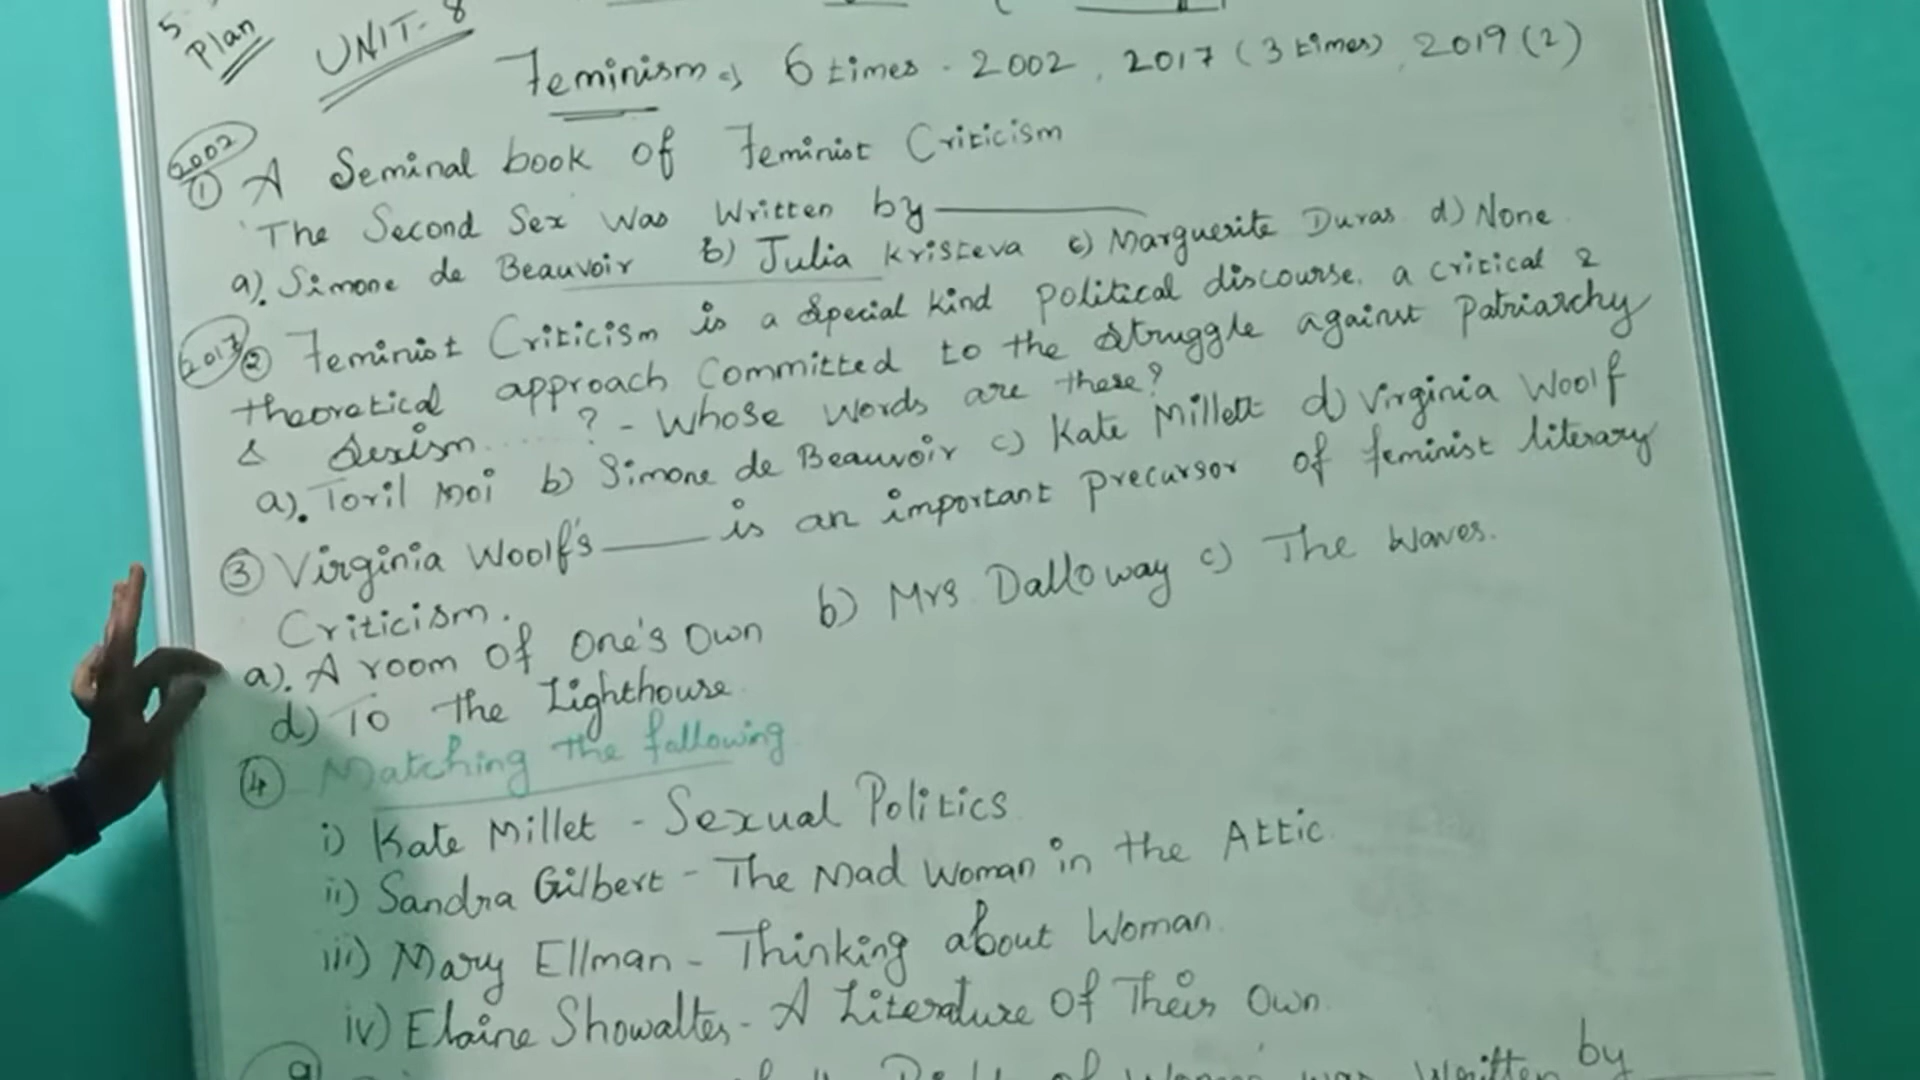 5
Plan
UNIT-8
Feminism => 6 times - 2002, 2017 (3 times), 2019 (2)
2002
① A Seminal book of Feminist Criticism
The Second Sex was written by ______
a). Simone de Beauvoir b) Julia Kristeva c) Marguerite Duras d) None.
2017
② Feminist Criticism is a special kind political discourse. a critical &
theoretical approach committed to the struggle against patriarchy
& sexism......? - Whose words are these?
a). Toril Moi b) Simone de Beauvoir c) Kate Millett d) Virginia Woolf
③ Virginia Woolf's ______ is an important precursor of feminist literary
Criticism.
a). A room of One's Own b) Mrs. Dalloway c) The Waves.
d) To the Lighthouse.
④ Matching the following
i) Kate Millet - Sexual Politics
ii) Sandra Gilbert - The Mad Woman in the Attic.
iii) Mary Ellman - Thinking about Woman.
iv) Elaine Showalter - A Literature Of Their Own.
of Woman was written by ______